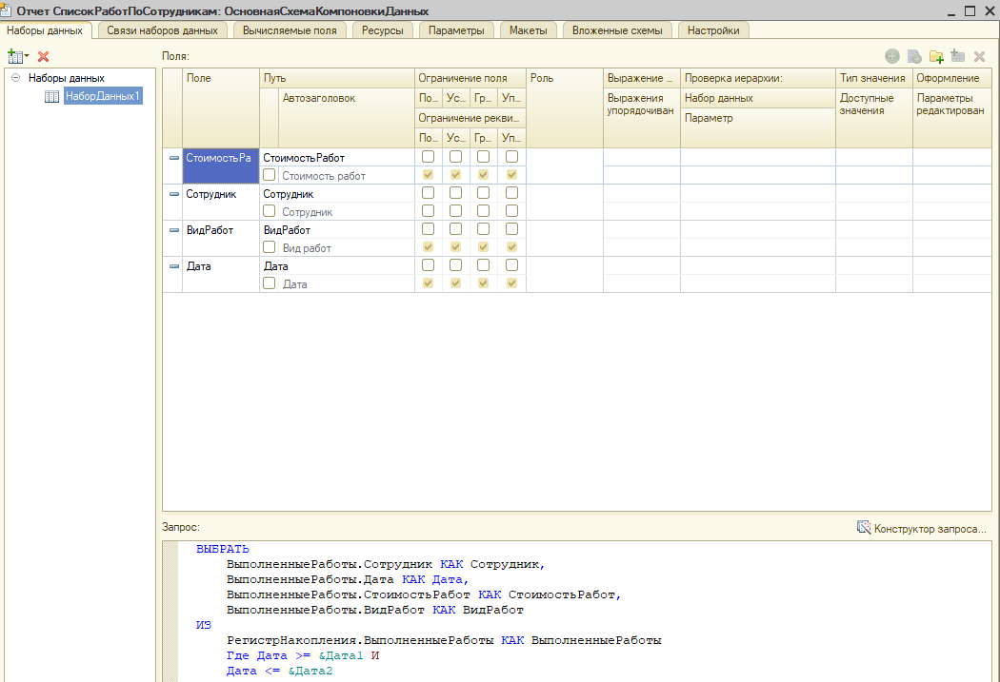 Отчет СписокРаботПоСотрудникам: ОсновнаяСхемаКомпоновкиДанных
Наборы данных Связи наборов данных Вычисляемые поля Ресурсы Параметры Макеты Вложенные схемы Настройки
Поля:
Наборы данных
НаборДанных1
Поле Путь Ограничение поля Роль Выражение ... Проверка иерархии: Тип значения Оформление
Автозаголовок По... Ус... Гр... Уп... Выражения упорядочиван Набор данных Доступные значения Параметры редактирован
Ограничение рекви... Параметр
По... Ус... Гр... Уп...
СтоимостьРа СтоимостьРабот
Стоимость работ
Сотрудник Сотрудник
Сотрудник
ВидРабот ВидРабот
Вид работ
Дата Дата
Дата
Запрос: Конструктор запроса...
ВЫБРАТЬ
ВыполненныеРаботы.Сотрудник КАК Сотрудник,
ВыполненныеРаботы.Дата КАК Дата,
ВыполненныеРаботы.СтоимостьРабот КАК СтоимостьРабот,
ВыполненныеРаботы.ВидРабот КАК ВидРабот
ИЗ
РегистрНакопления.ВыполненныеРаботы КАК ВыполненныеРаботы
Где Дата >= &Дата1 И
Дата <= &Дата2